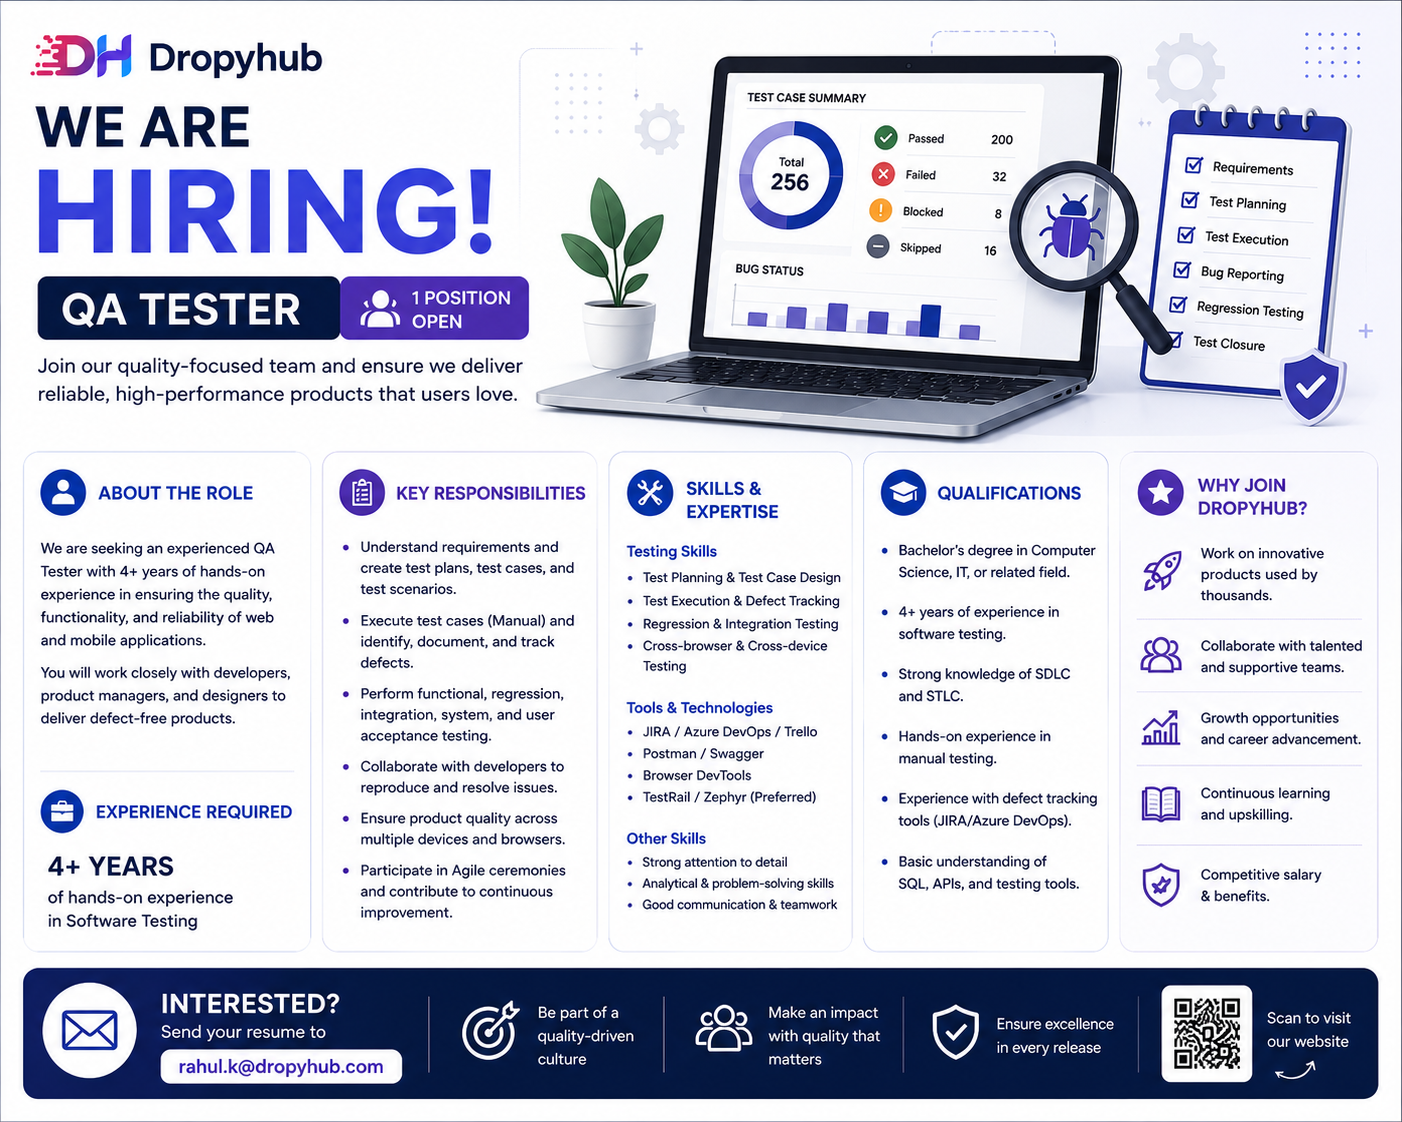 DH Dropyhub
WE ARE
HIRING!
QA TESTER
1 POSITION
OPEN
Join our quality-focused team and ensure we deliver
reliable, high-performance products that users love.
TEST CASE SUMMARY
Total
256
Passed 200
Failed 32
Blocked 8
Skipped 16
BUG STATUS
Requirements
Test Planning
Test Execution
Bug Reporting
Regression Testing
Test Closure
ABOUT THE ROLE
We are seeking an experienced QA
Tester with 4+ years of hands-on
experience in ensuring the quality,
functionality, and reliability of web
and mobile applications.
You will work closely with developers,
product managers, and designers to
deliver defect-free products.
EXPERIENCE REQUIRED
4+ YEARS
of hands-on experience
in Software Testing
KEY RESPONSIBILITIES
• Understand requirements and
create test plans, test cases, and
test scenarios.
• Execute test cases (Manual) and
identify, document, and track
defects.
• Perform functional, regression,
integration, system, and user
acceptance testing.
• Collaborate with developers to
reproduce and resolve issues.
• Ensure product quality across
multiple devices and browsers.
• Participate in Agile ceremonies
and contribute to continuous
improvement.
SKILLS &
EXPERTISE
Testing Skills
• Test Planning & Test Case Design
• Test Execution & Defect Tracking
• Regression & Integration Testing
• Cross-browser & Cross-device
Testing
Tools & Technologies
• JIRA / Azure DevOps / Trello
• Postman / Swagger
• Browser DevTools
• TestRail / Zephyr (Preferred)
Other Skills
• Strong attention to detail
• Analytical & problem-solving skills
• Good communication & teamwork
QUALIFICATIONS
• Bachelor's degree in Computer
Science, IT, or related field.
• 4+ years of experience in
software testing.
• Strong knowledge of SDLC
and STLC.
• Hands-on experience in
manual testing.
• Experience with defect tracking
tools (JIRA/Azure DevOps).
• Basic understanding of
SQL, APIs, and testing tools.
WHY JOIN
DROPYHUB?
Work on innovative
products used by
thousands.
Collaborate with talented
and supportive teams.
Growth opportunities
and career advancement.
Continuous learning
and upskilling.
Competitive salary
& benefits.
INTERESTED?
Send your resume to
rahul.k@dropyhub.com
Be part of a
quality-driven
culture
Make an impact
with quality that
matters
Ensure excellence
in every release
Scan to visit
our website